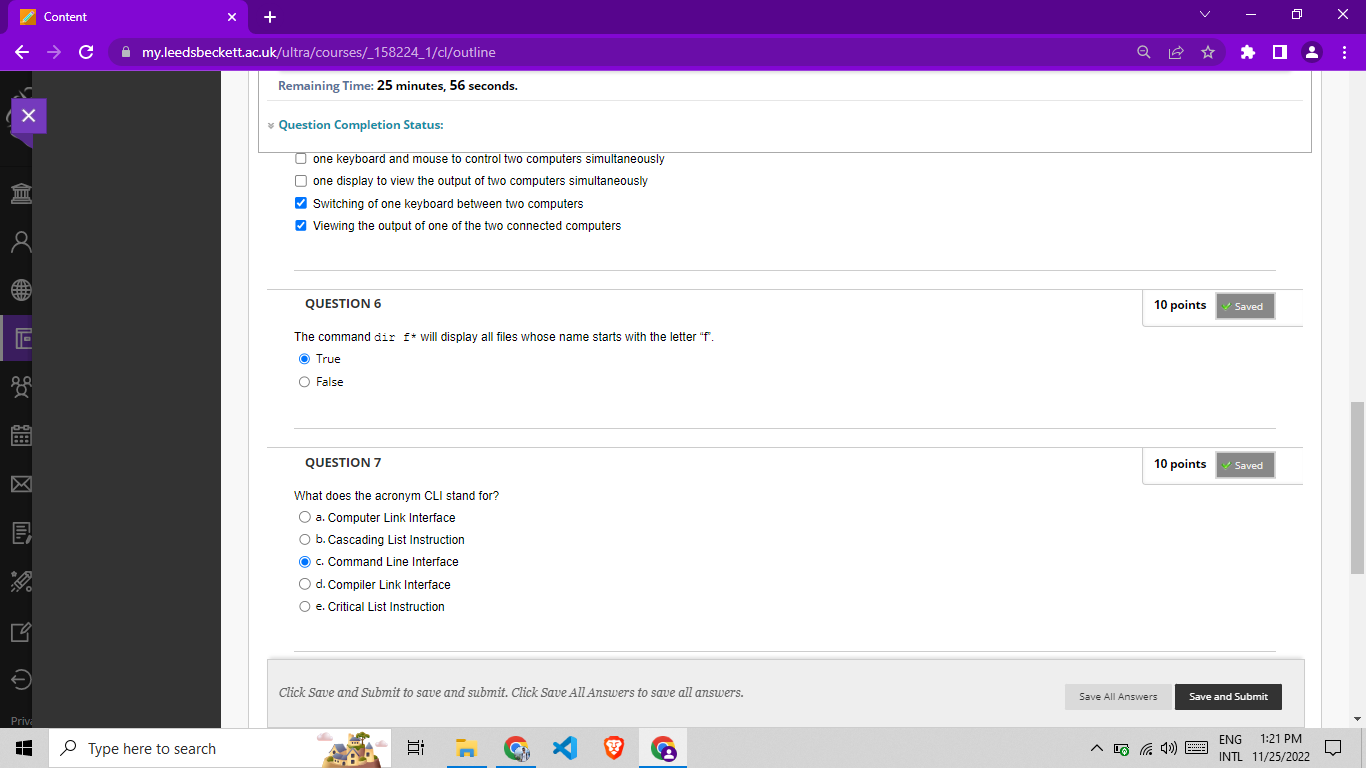 Content
my.leedsbeckett.ac.uk/ultra/courses/_158224_1/cl/outline
Remaining Time: 25 minutes, 56 seconds.
Question Completion Status:
one keyboard and mouse to control two computers simultaneously
one display to view the output of two computers simultaneously
Switching of one keyboard between two computers
Viewing the output of one of the two connected computers
QUESTION 6
10 points
Saved
The command dir f* will display all files whose name starts with the letter “f”.
True
False
QUESTION 7
10 points
Saved
What does the acronym CLI stand for?
a. Computer Link Interface
b. Cascading List Instruction
c. Command Line Interface
d. Compiler Link Interface
e. Critical List Instruction
Click Save and Submit to save and submit. Click Save All Answers to save all answers.
Save All Answers
Save and Submit
Priv
Type here to search
ENG
INTL
1:21 PM
11/25/2022